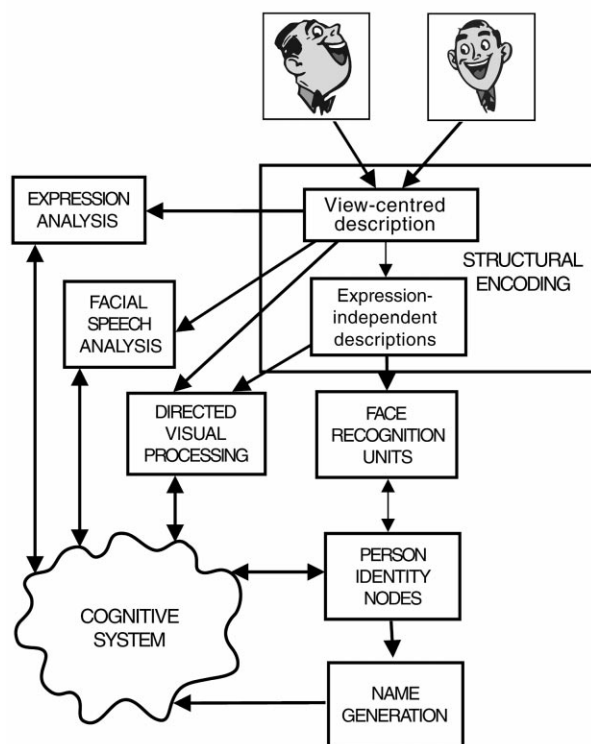 EXPRESSION
ANALYSIS
View-centred
description
STRUCTURAL
ENCODING
FACIAL
SPEECH
ANALYSIS
Expression-
independent
descriptions
DIRECTED
VISUAL
PROCESSING
FACE
RECOGNITION
UNITS
COGNITIVE
SYSTEM
PERSON
IDENTITY
NODES
NAME
GENERATION